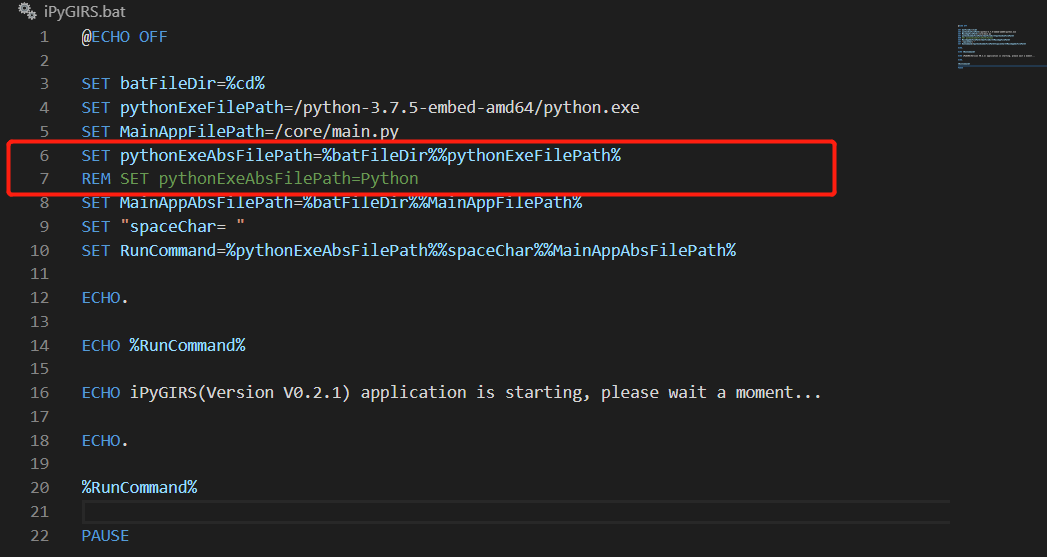 iPyGIRS.bat
1 @ECHO OFF
2
3 SET batFileDir=%cd%
4 SET pythonExeFilePath=/python-3.7.5-embed-amd64/python.exe
5 SET MainAppFilePath=/core/main.py
6 SET pythonExeAbsFilePath=%batFileDir%%pythonExeFilePath%
7 REM SET pythonExeAbsFilePath=Python
8 SET MainAppAbsFilePath=%batFileDir%%MainAppFilePath%
9 SET "spaceChar= "
10 SET RunCommand=%pythonExeAbsFilePath%%spaceChar%%MainAppAbsFilePath%
11
12 ECHO.
13
14 ECHO %RunCommand%
15
16 ECHO iPyGIRS(Version V0.2.1) application is starting, please wait a moment...
17
18 ECHO.
19
20 %RunCommand%
21
22 PAUSE